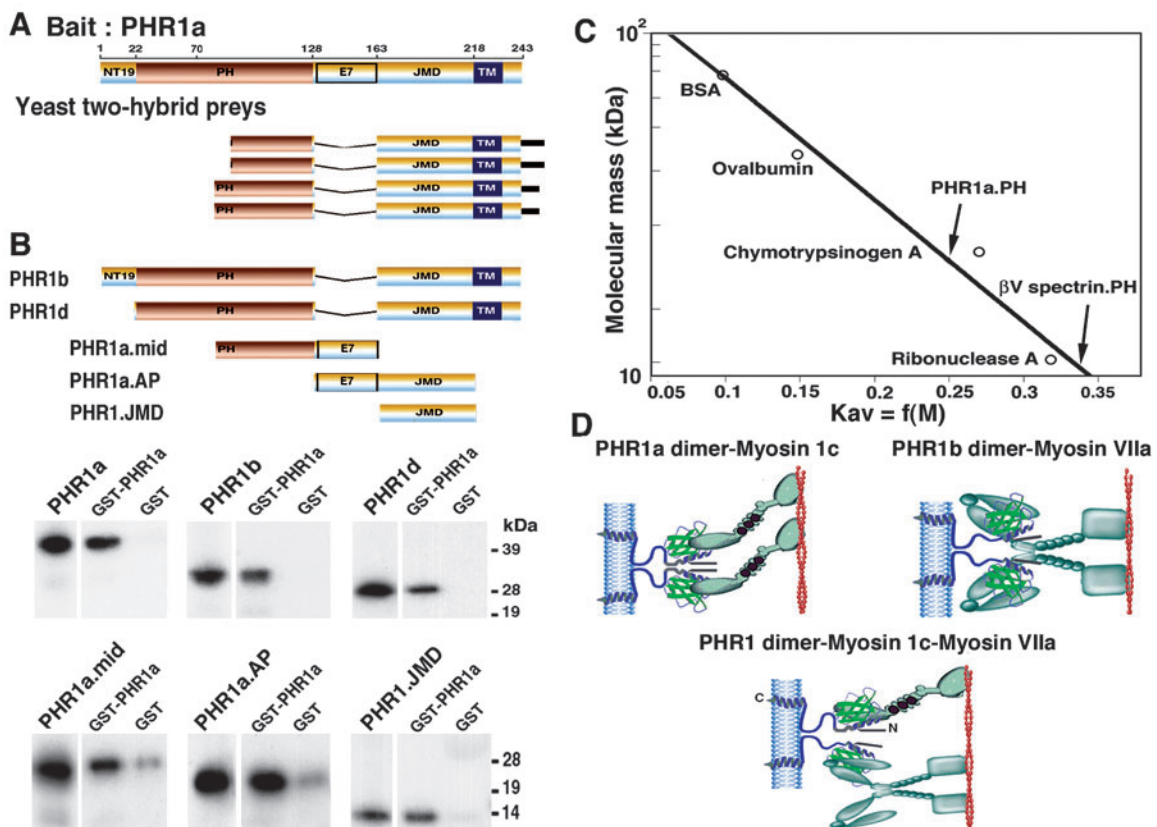 A Bait : PHR1a
1 22 70 128 163 218 243
NT19 PH E7 JMD TM
Yeast two-hybrid preys
JMD TM
JMD TM
PH JMD TM
PH JMD TM
B
PHR1b NT19 PH JMD TM
PHR1d PH JMD TM
PHR1a.mid PH E7
PHR1a.AP E7 JMD
PHR1.JMD JMD
PHR1a GST-PHR1a GST
PHR1b GST-PHR1a GST
PHR1d GST-PHR1a GST
kDa
39
28
19
PHR1a.mid GST-PHR1a GST
PHR1a.AP GST-PHR1a GST
PHR1.JMD GST-PHR1a GST
28
19
14
C
Molecular mass (kDa)
10²
10
BSA
Ovalbumin
PHR1a.PH
Chymotrypsinogen A
βV spectrin.PH
Ribonuclease A
0.05 0.1 0.15 0.2 0.25 0.3 0.35
Kav = f(M)
D
PHR1a dimer-Myosin 1c
PHR1b dimer-Myosin VIIa
PHR1 dimer-Myosin 1c-Myosin VIIa
C
N